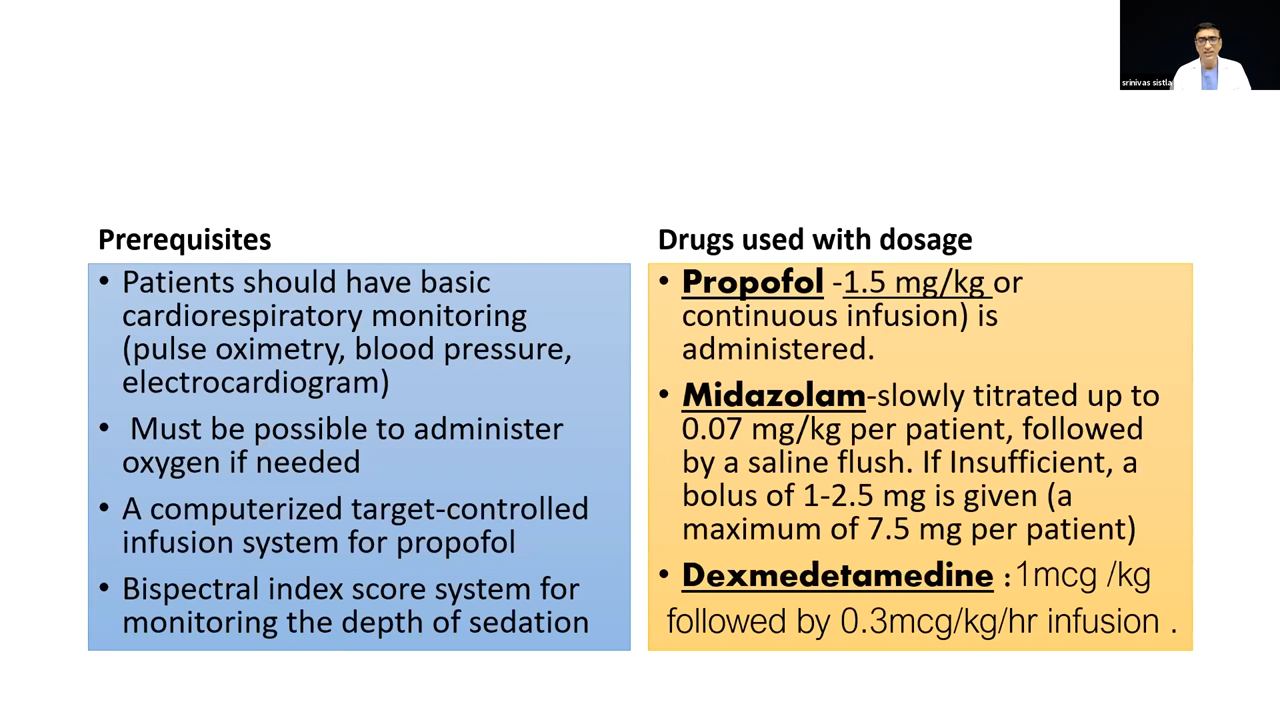 srinivas sistla
Prerequisites
• Patients should have basic
cardiorespiratory monitoring
(pulse oximetry, blood pressure,
electrocardiogram)
• Must be possible to administer
oxygen if needed
• A computerized target-controlled
infusion system for propofol
• Bispectral index score system for
monitoring the depth of sedation
Drugs used with dosage
• Propofol -1.5 mg/kg or
continuous infusion) is
administered.
• Midazolam-slowly titrated up to
0.07 mg/kg per patient, followed
by a saline flush. If Insufficient, a
bolus of 1-2.5 mg is given (a
maximum of 7.5 mg per patient)
• Dexmedetamedine :1mcg /kg
followed by 0.3mcg/kg/hr infusion .